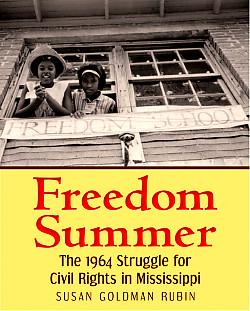 FREEDOM SCHOOL
Freedom
Summer
The 1964 Struggle for
Civil Rights in Mississippi
SUSAN GOLDMAN RUBIN